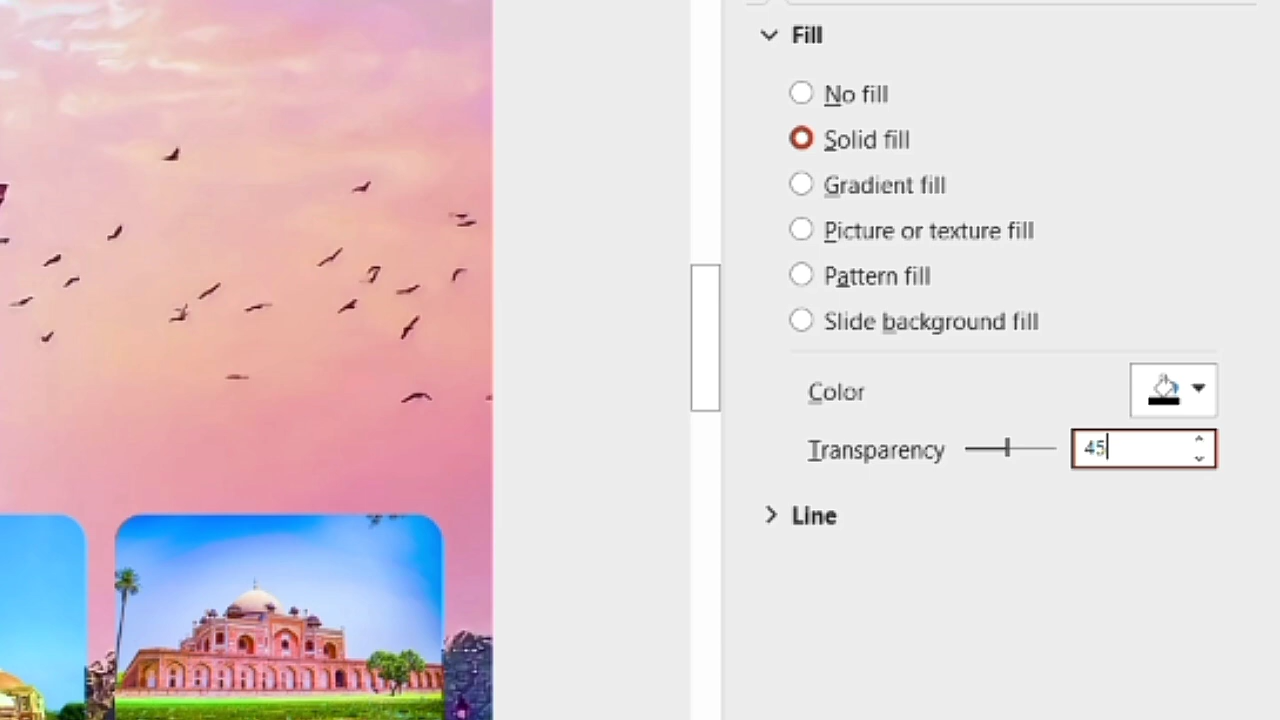 Fill
No fill
Solid fill
Gradient fill
Picture or texture fill
Pattern fill
Slide background fill
Color
Transparency 45
Line